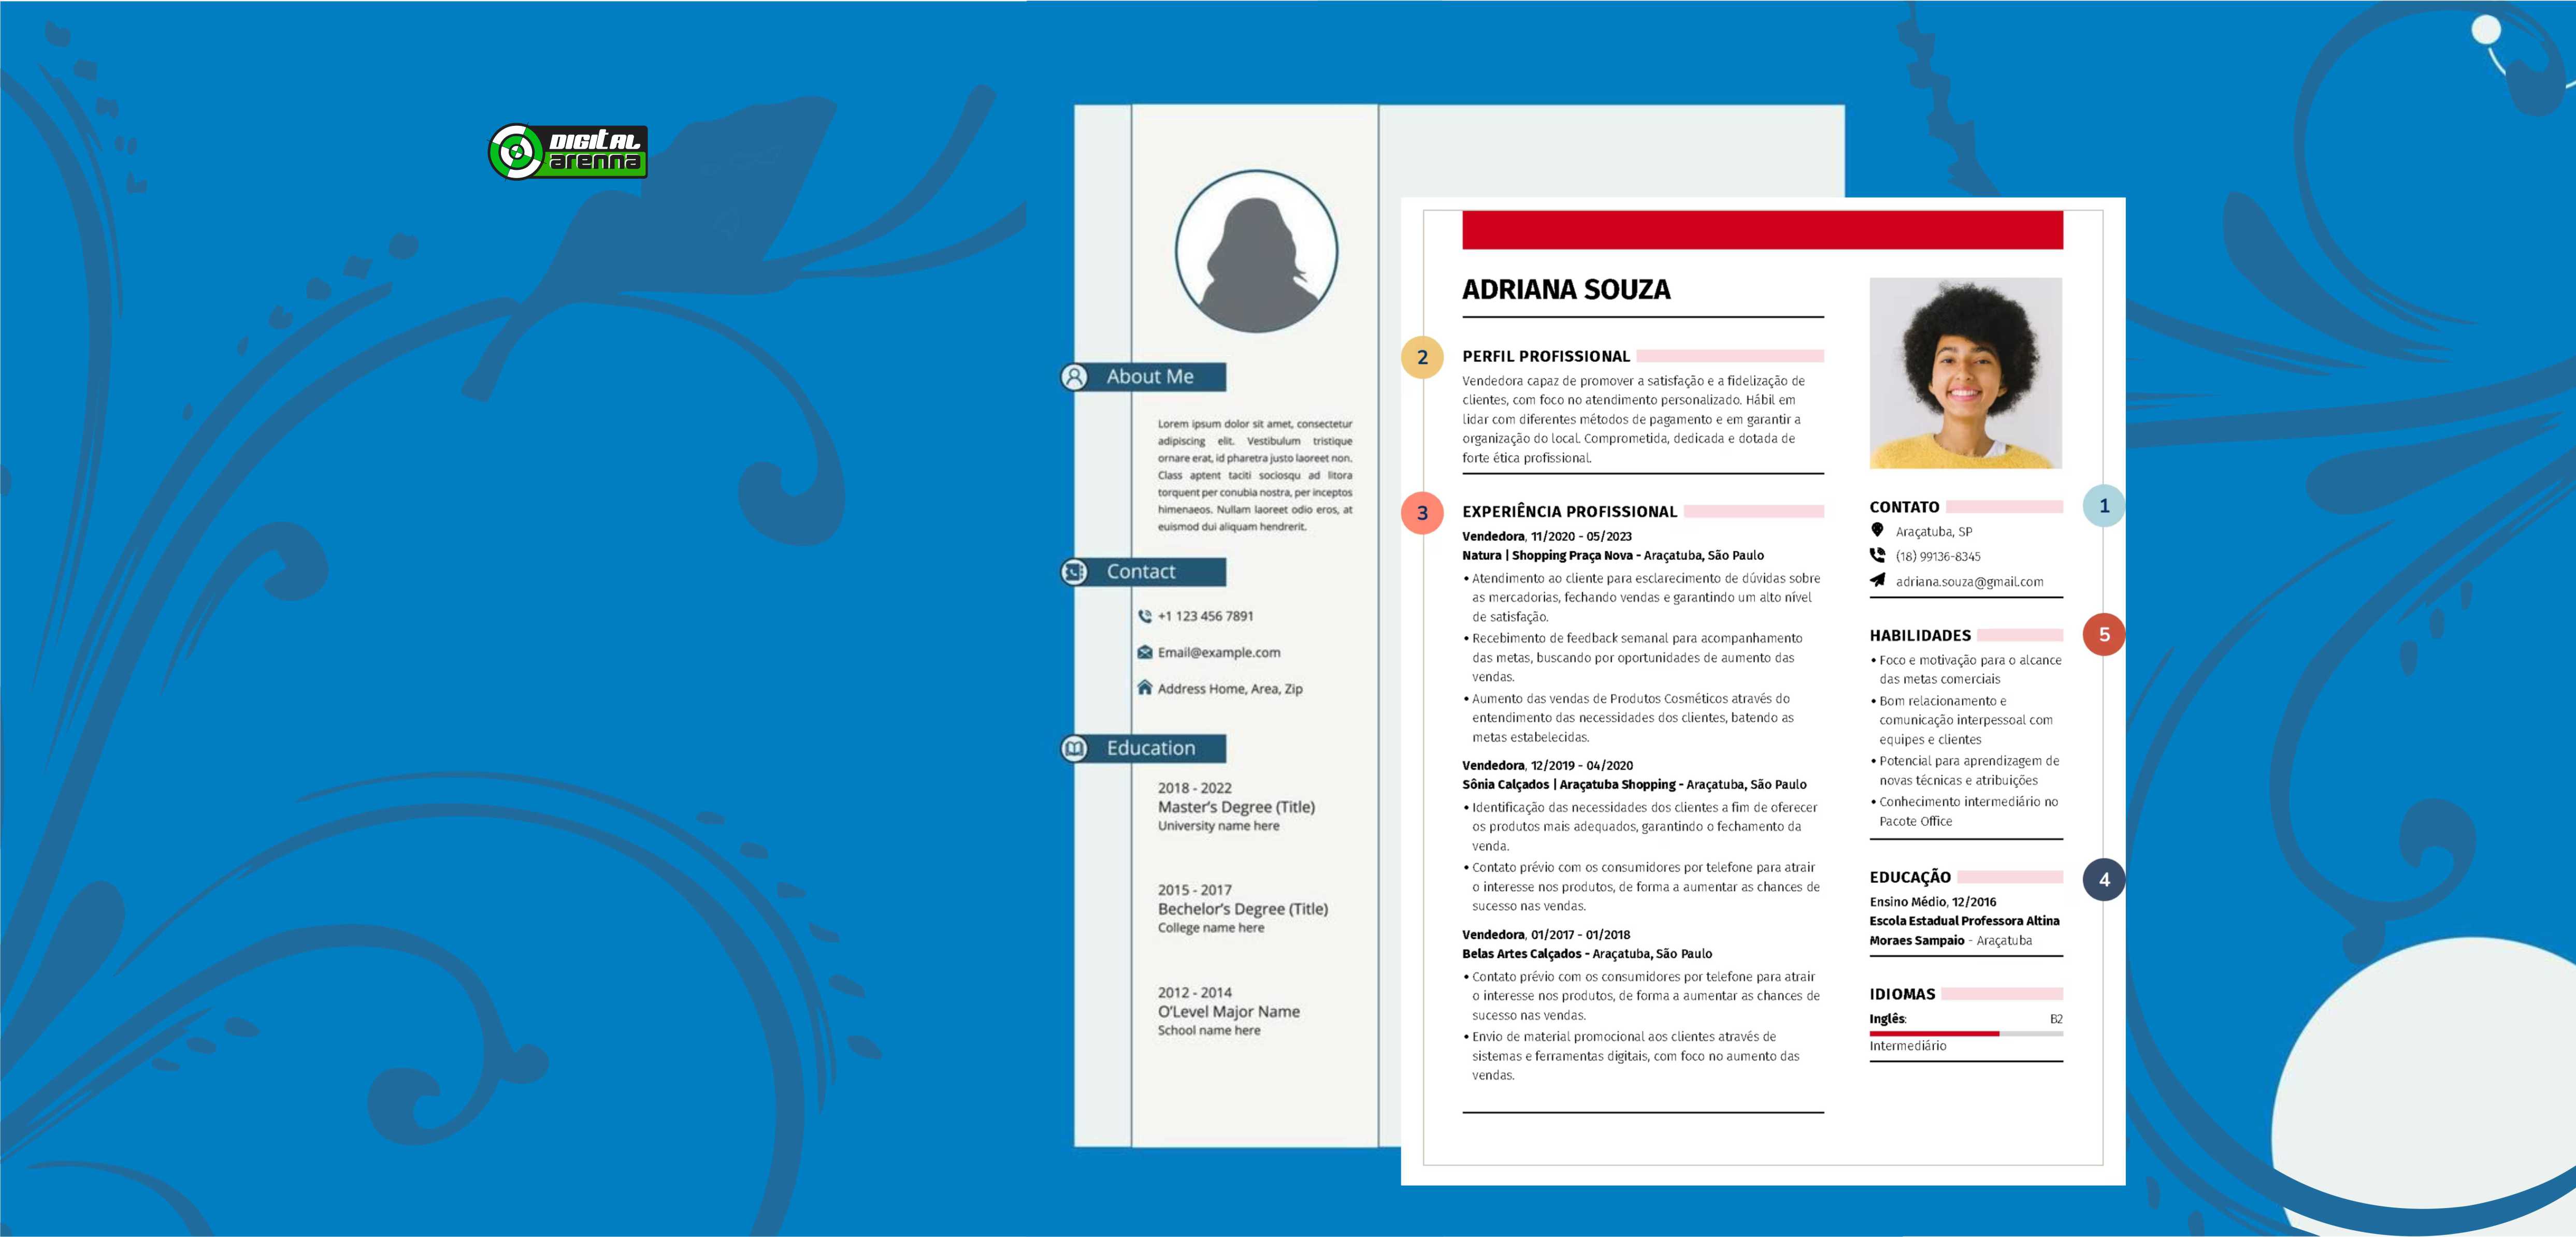 DIGITAL
arenna
About Me
Lorem ipsum dolor sit amet, consectetur
adipiscing elit. Vestibulum tristique
ornare erat, id pharetra justo laoreet non.
Class aptent taciti sociosqu ad litora
torquent per conubia nostra, per inceptos
himenaeos. Nullam laoreet odio eros, at
euismod dui aliquam hendrerit.
Contact
+1 123 456 7891
Email@example.com
Address Home, Area, Zip
Education
2018 - 2022
Master's Degree (Title)
University name here
2015 - 2017
Bechelor's Degree (Title)
College name here
2012 - 2014
O'Level Major Name
School name here
ADRIANA SOUZA
2
PERFIL PROFISSIONAL
Vendedora capaz de promover a satisfação e a fidelização de
clientes, com foco no atendimento personalizado. Hábil em
lidar com diferentes métodos de pagamento e em garantir a
organização do local. Comprometida, dedicada e dotada de
forte ética profissional.
3
EXPERIÊNCIA PROFISSIONAL
Vendedora, 11/2020 - 05/2023
Natura | Shopping Praça Nova - Araçatuba, São Paulo
• Atendimento ao cliente para esclarecimento de dúvidas sobre
as mercadorias, fechando vendas e garantindo um alto nível
de satisfação.
• Recebimento de feedback semanal para acompanhamento
das metas, buscando por oportunidades de aumento das
vendas.
• Aumento das vendas de Produtos Cosméticos através do
entendimento das necessidades dos clientes, batendo as
metas estabelecidas.
Vendedora, 12/2019 - 04/2020
Sônia Calçados | Araçatuba Shopping - Araçatuba, São Paulo
• Identificação das necessidades dos clientes a fim de oferecer
os produtos mais adequados, garantindo o fechamento da
venda.
• Contato prévio com os consumidores por telefone para atrair
o interesse nos produtos, de forma a aumentar as chances de
sucesso nas vendas.
Vendedora, 01/2017 - 01/2018
Belas Artes Calçados - Araçatuba, São Paulo
• Contato prévio com os consumidores por telefone para atrair
o interesse nos produtos, de forma a aumentar as chances de
sucesso nas vendas.
• Envio de material promocional aos clientes através de
sistemas e ferramentas digitais, com foco no aumento das
vendas.
CONTATO
1
Araçatuba, SP
(18) 99136-8345
adriana.souza@gmail.com
HABILIDADES
5
• Foco e motivação para o alcance
das metas comerciais
• Bom relacionamento e
comunicação interpessoal com
equipes e clientes
• Potencial para aprendizagem de
novas técnicas e atribuições
• Conhecimento intermediário no
Pacote Office
EDUCAÇÃO
4
Ensino Médio, 12/2016
Escola Estadual Professora Altina
Moraes Sampaio - Araçatuba
IDIOMAS
Inglês: B2
Intermediário